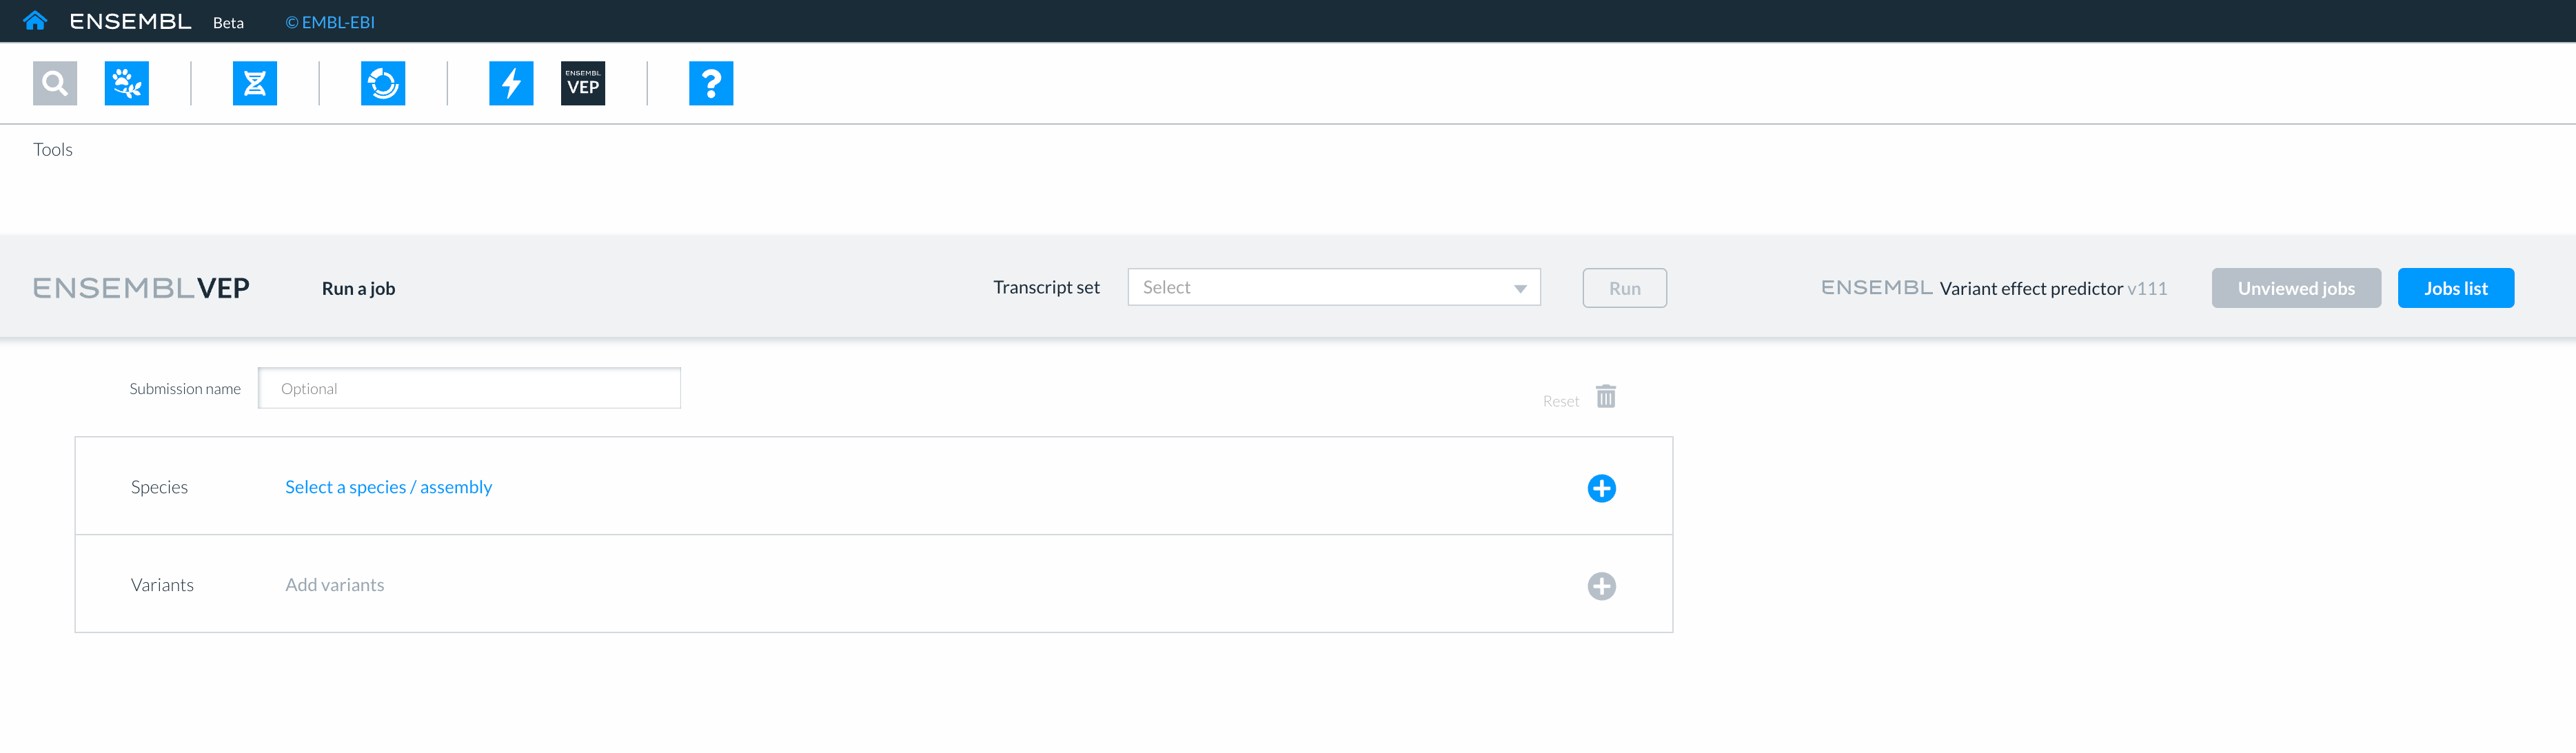 ENSEMBL Beta © EMBL-EBI
ENSEMBL VEP
Tools
ENSEMBLVEP Run a job Transcript set Select Run ENSEMBL Variant effect predictor v111 Unviewed jobs Jobs list
Submission name Optional Reset
Species Select a species / assembly
Variants Add variants